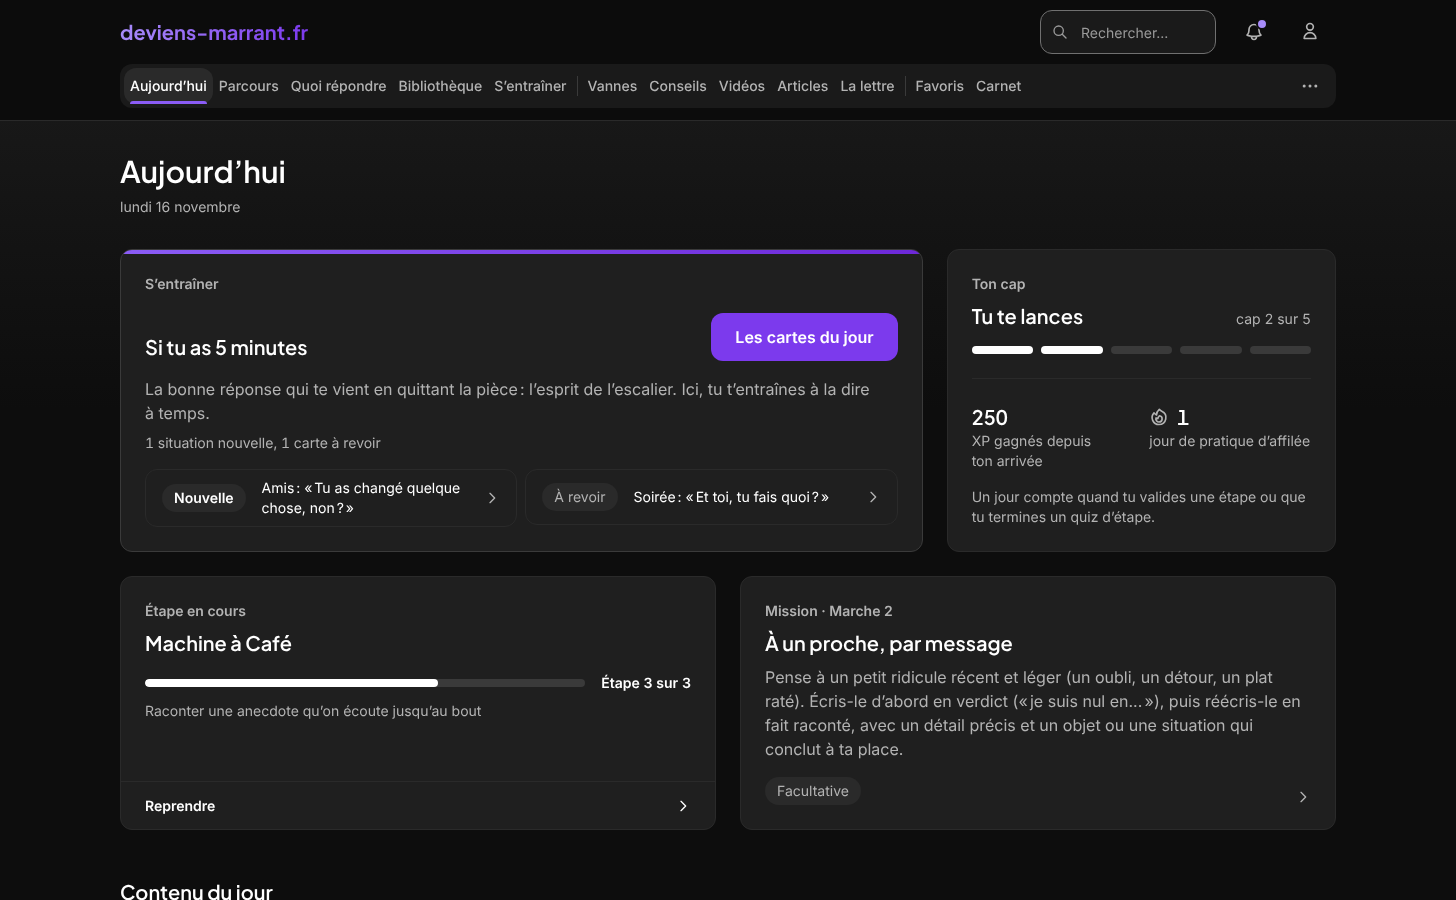 deviens-marrant.fr
Rechercher...
Aujourd’hui Parcours Quoi répondre Bibliothèque S’entraîner Vannes Conseils Vidéos Articles La lettre Favoris Carnet
Aujourd’hui
lundi 16 novembre
S’entraîner
Si tu as 5 minutes
Les cartes du jour
La bonne réponse qui te vient en quittant la pièce : l’esprit de l’escalier. Ici, tu t’entraînes à la dire
à temps.
1 situation nouvelle, 1 carte à revoir
Nouvelle
Amis : « Tu as changé quelque
chose, non ? »
À revoir
Soirée : « Et toi, tu fais quoi ? »
Ton cap
Tu te lances
cap 2 sur 5
250
XP gagnés depuis
ton arrivée
1
jour de pratique d’affilée
Un jour compte quand tu valides une étape ou que
tu termines un quiz d’étape.
Étape en cours
Machine à Café
Étape 3 sur 3
Raconter une anecdote qu’on écoute jusqu’au bout
Reprendre
Mission · Marche 2
À un proche, par message
Pense à un petit ridicule récent et léger (un oubli, un détour, un plat
raté). Écris-le d’abord en verdict (« je suis nul en… »), puis réécris-le en
fait raconté, avec un détail précis et un objet ou une situation qui
conclut à ta place.
Facultative
Contenu du jour